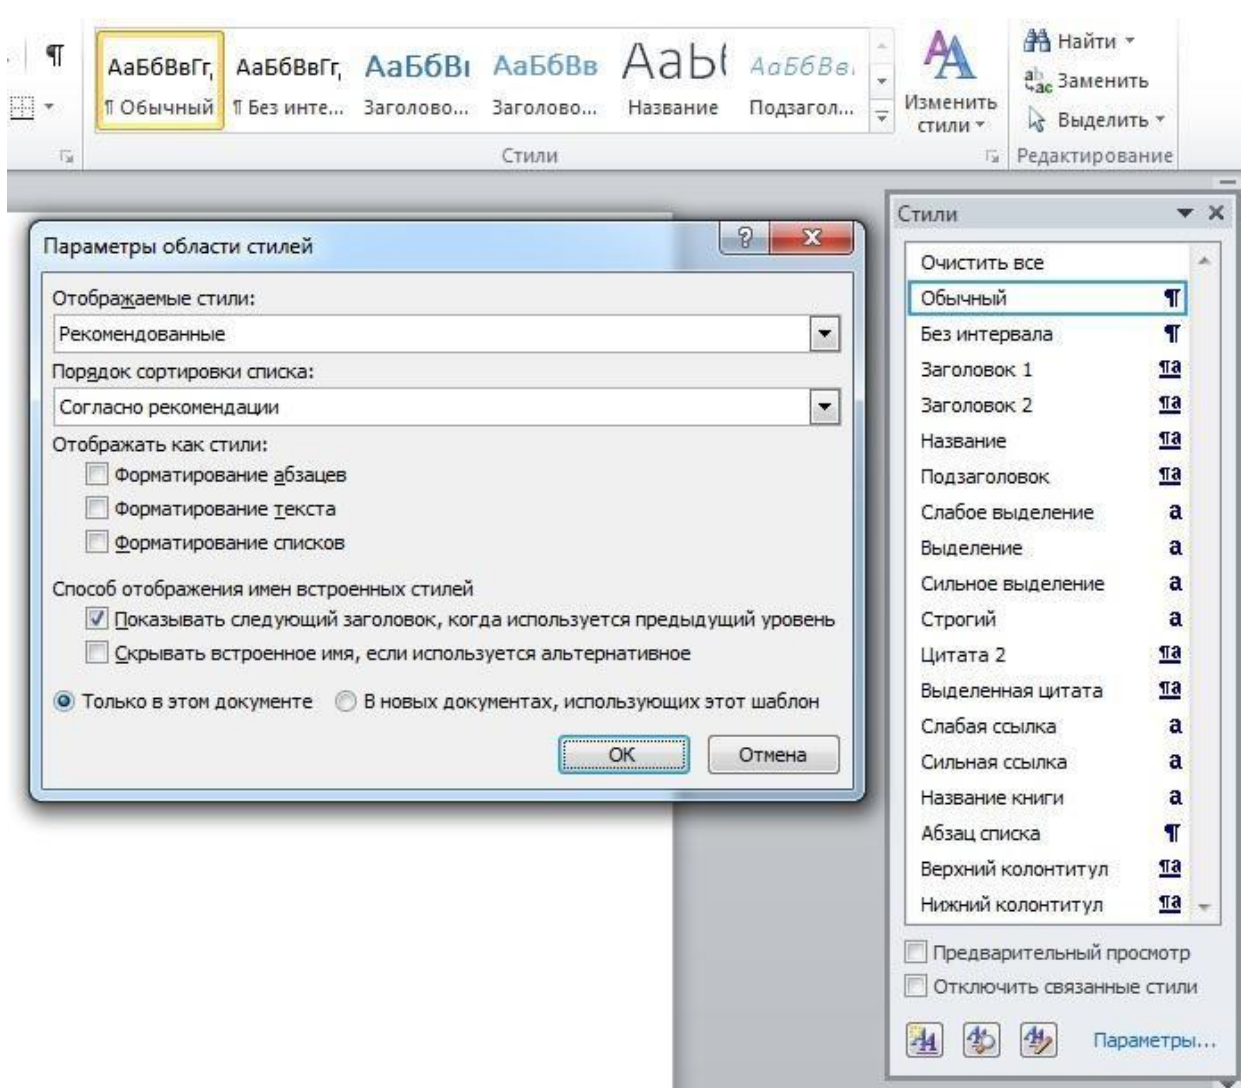 АаБбВвГг,
АаБбВвГг,
АаБбВı
АаБбВв
АаЫ
АаБбВв.
¶ Обычный
¶ Без инте...
Заголово...
Заголово...
Название
Подзагол...
Стили
Изменить
стили
Найти
Заменить
Выделить
Редактирование
Параметры области стилей
Отображаемые стили:
Рекомендованные
Порядок сортировки списка:
Согласно рекомендации
Отображать как стили:
Форматирование абзацев
Форматирование текста
Форматирование списков
Способ отображения имен встроенных стилей
Показывать следующий заголовок, когда используется предыдущий уровень
Скрывать встроенное имя, если используется альтернативное
Только в этом документе В новых документах, использующих этот шаблон
ОК Отмена
Стили
Очистить все
Обычный ¶
Без интервала ¶
Заголовок 1 ¶a
Заголовок 2 ¶a
Название ¶a
Подзаголовок ¶a
Слабое выделение a
Выделение a
Сильное выделение a
Строгий a
Цитата 2 ¶a
Выделенная цитата ¶a
Слабая ссылка a
Сильная ссылка a
Название книги a
Абзац списка ¶
Верхний колонтитул ¶a
Нижний колонтитул ¶a
Предварительный просмотр
Отключить связанные стили
Параметры...